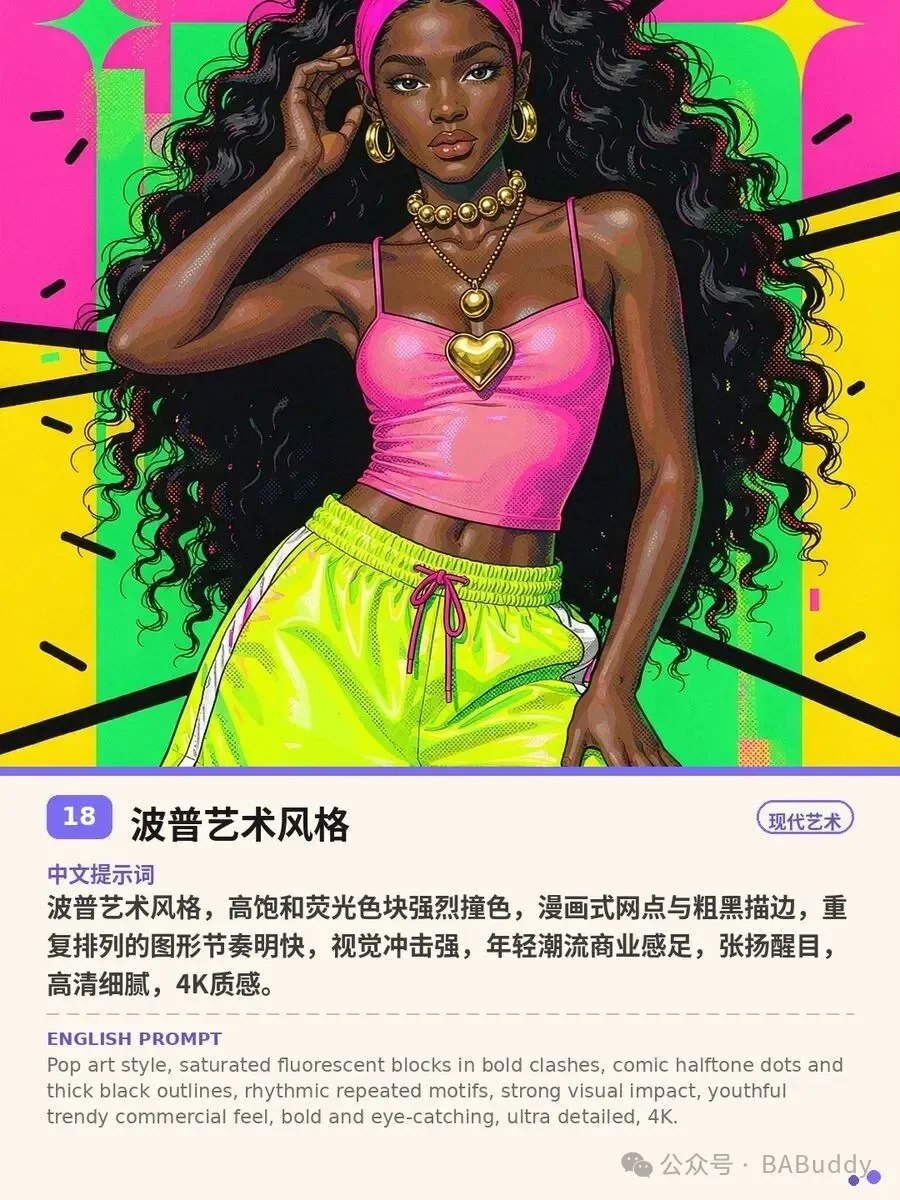 18 波普艺术风格
现代艺术
中文提示词
波普艺术风格，高饱和荧光色块强烈撞色，漫画式网点与粗黑描边，重
复排列的图形节奏明快，视觉冲击强，年轻潮流商业感足，张扬醒目，
高清细腻，4K质感。
ENGLISH PROMPT
Pop art style, saturated fluorescent blocks in bold clashes, comic halftone dots and
thick black outlines, rhythmic repeated motifs, strong visual impact, youthful
trendy commercial feel, bold and eye-catching, ultra detailed, 4K.
公众号 · BABuddy